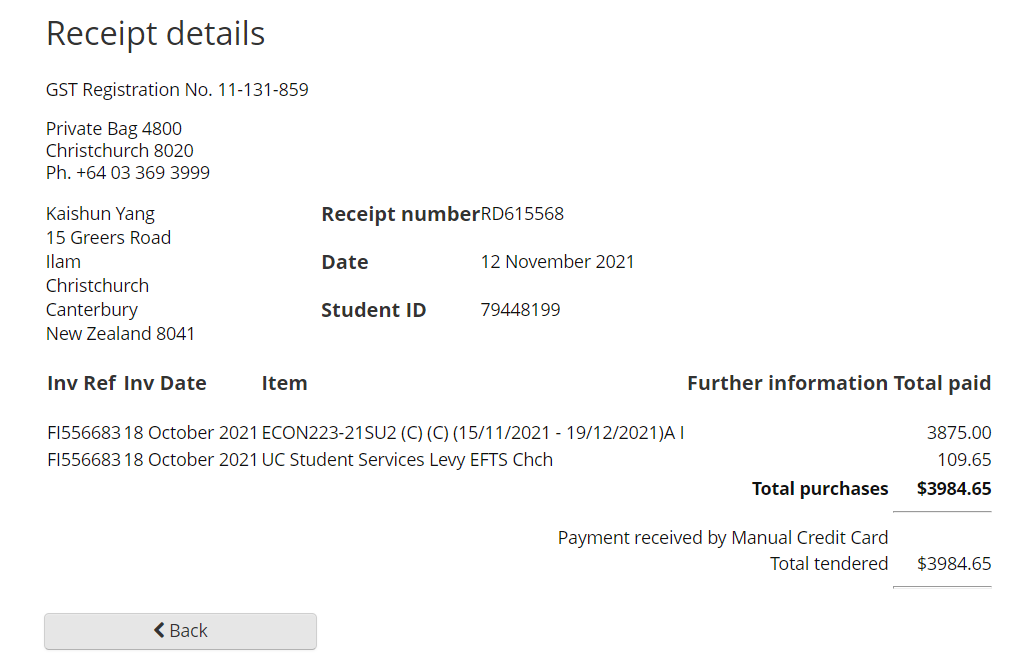 Receipt details
GST Registration No. 11-131-859
Private Bag 4800
Christchurch 8020
Ph. +64 03 369 3999
Kaishun Yang
15 Greers Road
Ilam
Christchurch
Canterbury
New Zealand 8041
Receipt number RD615568
Date 12 November 2021
Student ID 79448199
Inv Ref Inv Date Item Further information Total paid
FI556683 18 October 2021 ECON223-21SU2 (C) (C) (15/11/2021 - 19/12/2021)A I 3875.00
FI556683 18 October 2021 UC Student Services Levy EFTS Chch 109.65
Total purchases $3984.65
Payment received by Manual Credit Card
Total tendered $3984.65
Back